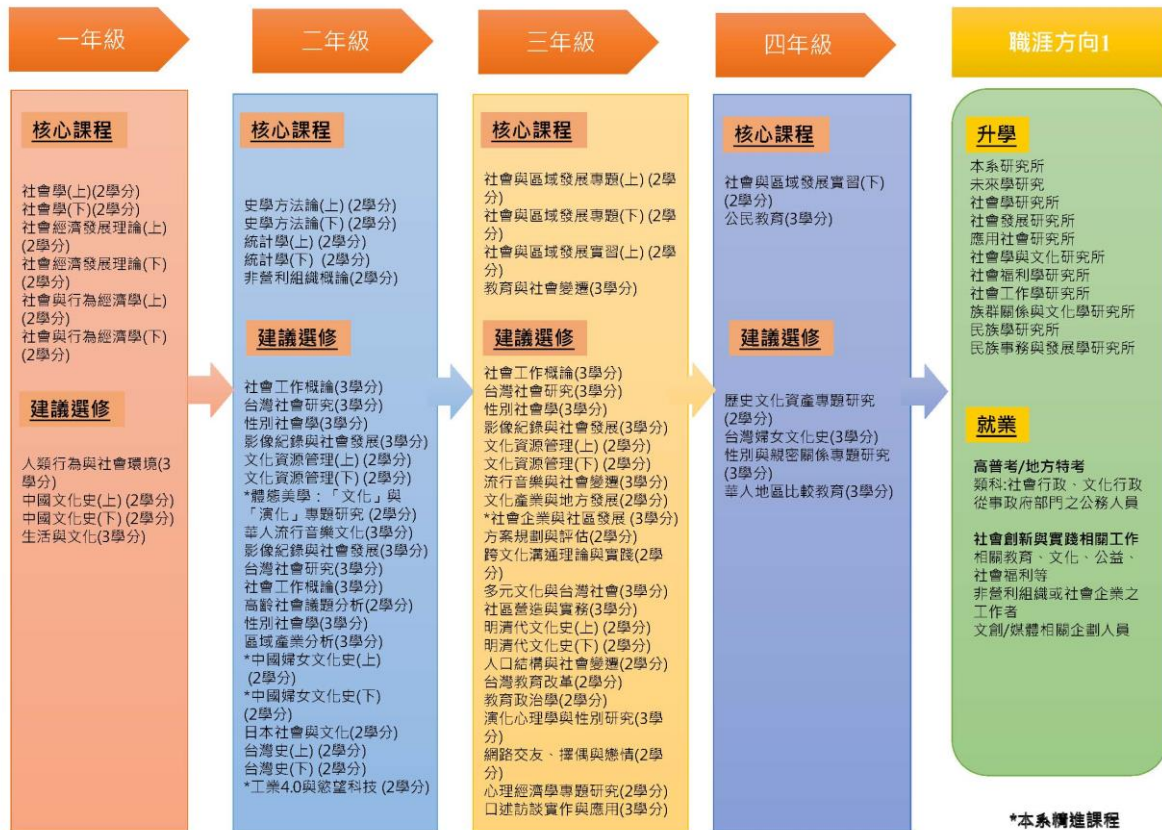 一年級
核心課程
社會學(上)(2學分)
社會學(下)(2學分)
社會經濟發展理論(上)
(2學分)
社會經濟發展理論(下)
(2學分)
社會與行為經濟學(上)
(2學分)
社會與行為經濟學(下)
(2學分)
建議選修
人類行為與社會環境(3
學分)
中國文化史(上) (2學分)
中國文化史(下) (2學分)
生活與文化(3學分)
二年級
核心課程
史學方法論(上) (2學分)
史學方法論(下) (2學分)
統計學(上) (2學分)
統計學(下) (2學分)
非營利組織概論(2學分)
建議選修
社會工作概論(3學分)
台灣社會研究(3學分)
性別社會學(3學分)
影像紀錄與社會發展(3學分)
文化資源管理(上) (2學分)
文化資源管理(下) (2學分)
*體態美學：「文化」與
「演化」專題研究 (2學分)
華人流行音樂文化(3學分)
影像紀錄與社會發展(3學分)
台灣社會研究(3學分)
社會工作概論(3學分)
高齡社會議題分析(2學分)
性別社會學(3學分)
區域產業分析(3學分)
*中國婦女文化史(上)
(2學分)
*中國婦女文化史(下)
(2學分)
日本社會與文化(2學分)
台灣史(上) (2學分)
台灣史(下) (2學分)
*工業4.0與慾望科技 (2學分)
三年級
核心課程
社會與區域發展專題(上) (2學
分)
社會與區域發展專題(下) (2學
分)
社會與區域發展實習(上) (2學
分)
教育與社會變遷(3學分)
建議選修
社會工作概論(3學分)
台灣社會研究(3學分)
性別社會學(3學分)
影像紀錄與社會發展(3學分)
文化資源管理(上) (2學分)
文化資源管理(下) (2學分)
流行音樂與社會變遷(3學分)
文化產業與地方發展(2學分)
*社會企業與社區發展 (3學分)
方案規劃與評估(2學分)
跨文化溝通理論與實踐(2學
分)
多元文化與台灣社會(3學分)
社區營造與實務(3學分)
明清代文化史(上) (2學分)
明清代文化史(下) (2學分)
人口結構與社會變遷(2學分)
台灣教育改革(2學分)
教育政治學(2學分)
演化心理學與性別研究(3學
分)
網路交友、擇偶與戀情(2學
分)
心理經濟學專題研究(2學分)
口述訪談實作與應用(3學分)
四年級
核心課程
社會與區域發展實習(下)
(2學分)
公民教育(3學分)
建議選修
歷史文化資產專題研究
(2學分)
台灣婦女文化史(3學分)
性別與親密關係專題研究
(3學分)
華人地區比較教育(3學分)
職涯方向1
升學
本系研究所
未來學研究
社會學研究所
社會發展研究所
應用社會研究所
社會學與文化研究所
社會福利學研究所
社會工作學研究所
族群關係與文化學研究所
民族學研究所
民族事務與發展學研究所
就業
高普考/地方特考
類科:社會行政、文化行政
從事政府部門之公務人員
社會創新與實踐相關工作
相關教育、文化、公益、
社會福利等
非營利組織或社會企業之
工作者
文創/媒體相關企劃人員
*本系精進課程